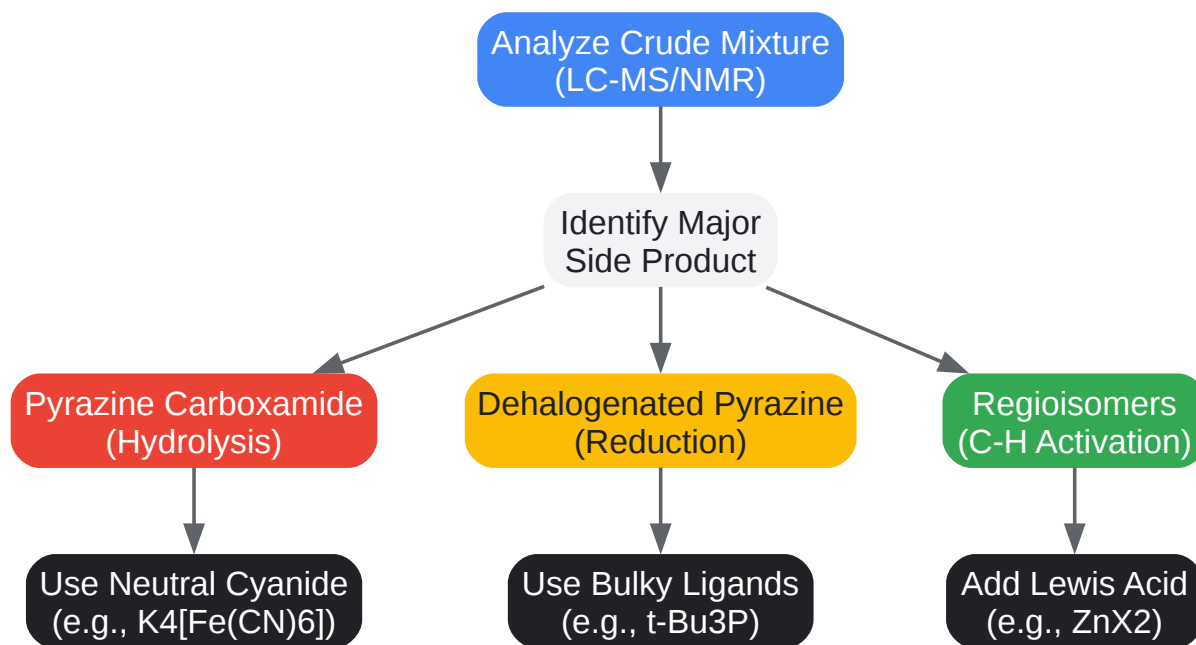 Analyze Crude Mixture
(LC-MS/NMR)
Identify Major
Side Product
Pyrazine Carboxamide
(Hydrolysis)
Dehalogenated Pyrazine
(Reduction)
Regioisomers
(C-H Activation)
Use Neutral Cyanide
(e.g., K4[Fe(CN)6])
Use Bulky Ligands
(e.g., t-Bu3P)
Add Lewis Acid
(e.g., ZnX2)